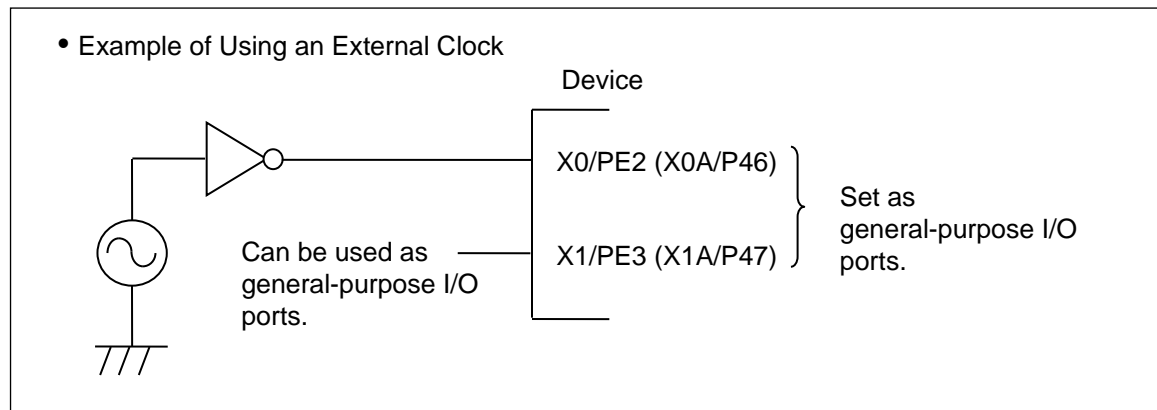 • Example of Using an External Clock
Device
X0/PE2 (X0A/P46)
X1/PE3 (X1A/P47)
Set as
general-purpose I/O
ports.
Can be used as
general-purpose I/O
ports.